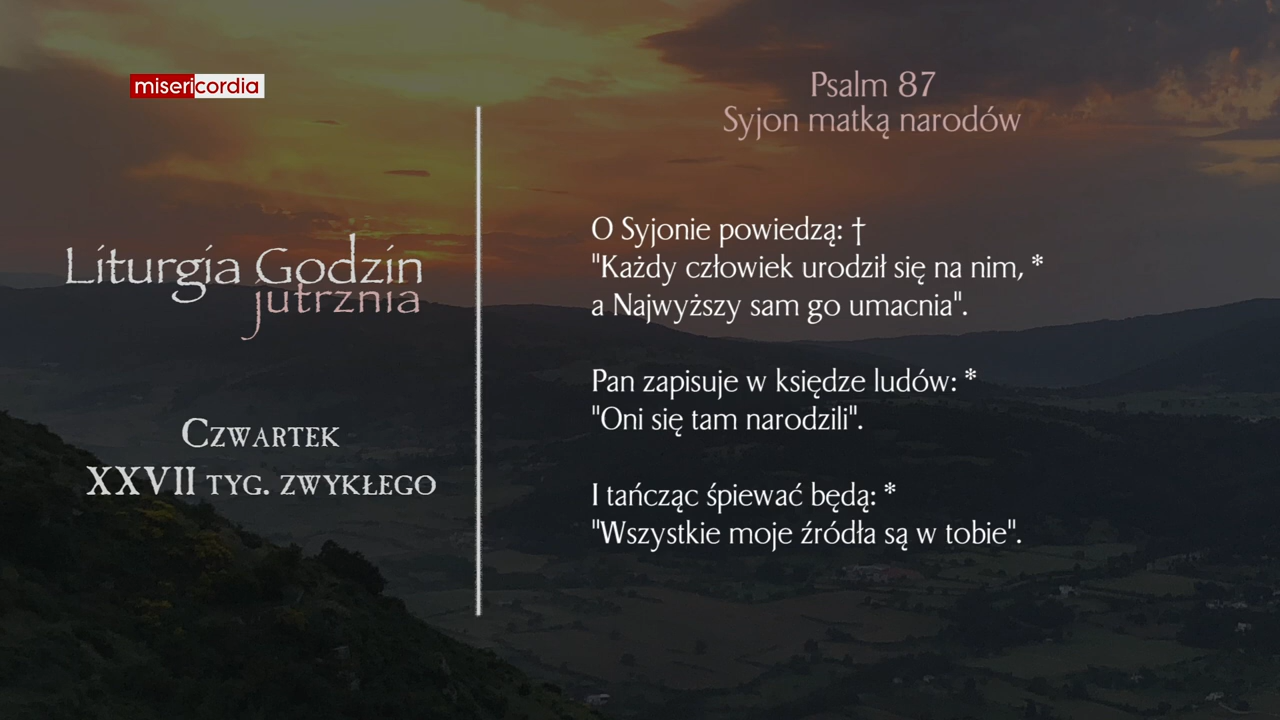 misericordia
Liturgia Godzin
jutrznia
Czwartek
XXVII tyg. zwykłego
Psalm 87
Syjon matką narodów
O Syjonie powiedzą: †
"Każdy człowiek urodził się na nim, *
a Najwyższy sam go umacnia".
Pan zapisuje w księdze ludów: *
"Oni się tam narodzili".
I tańcząc śpiewać będą: *
"Wszystkie moje źródła są w tobie".